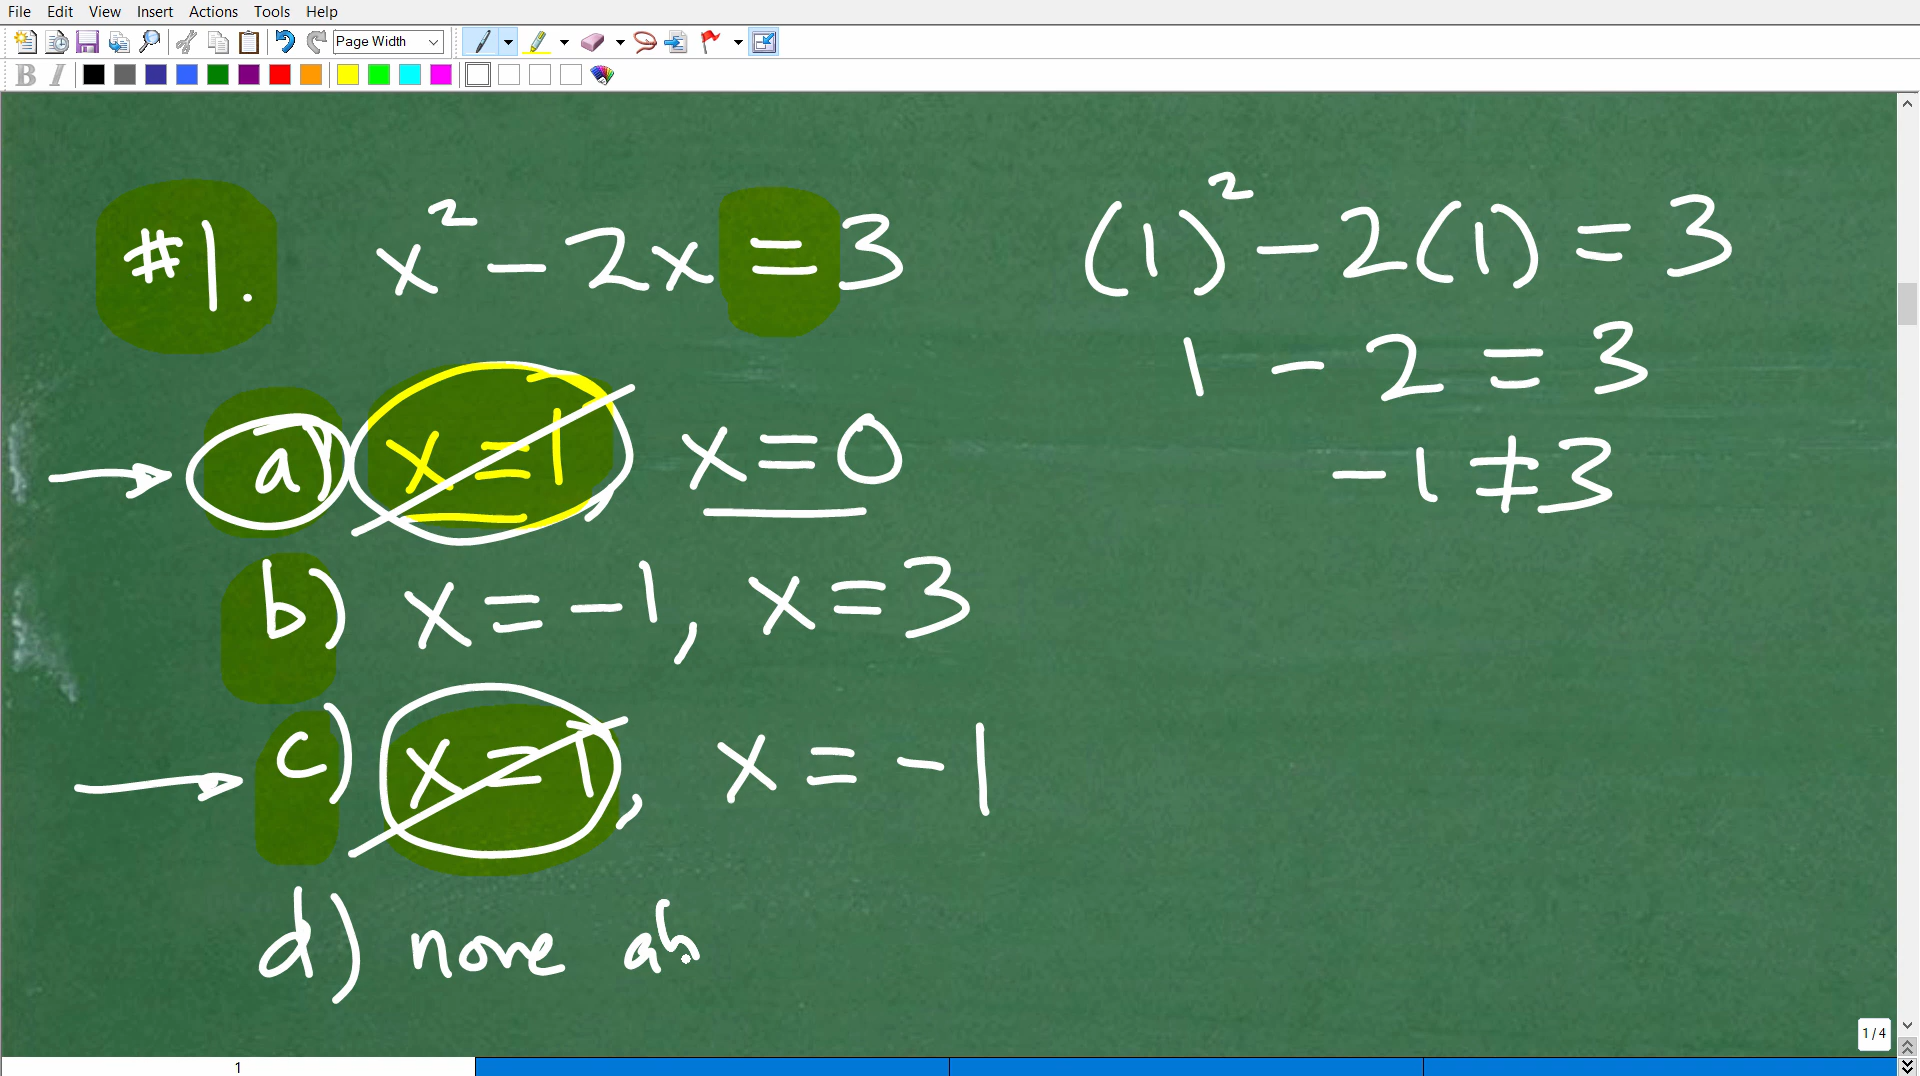 File Edit View Insert Actions Tools Help
Page Width
B I
#1. x² - 2x = 3
(1)² - 2(1) = 3
1 - 2 = 3
-1 ≠ 3
a) x = 1 x = 0
b) x = -1, x = 3
c) x = 1, x = -1
d) none ab
1 / 4
1